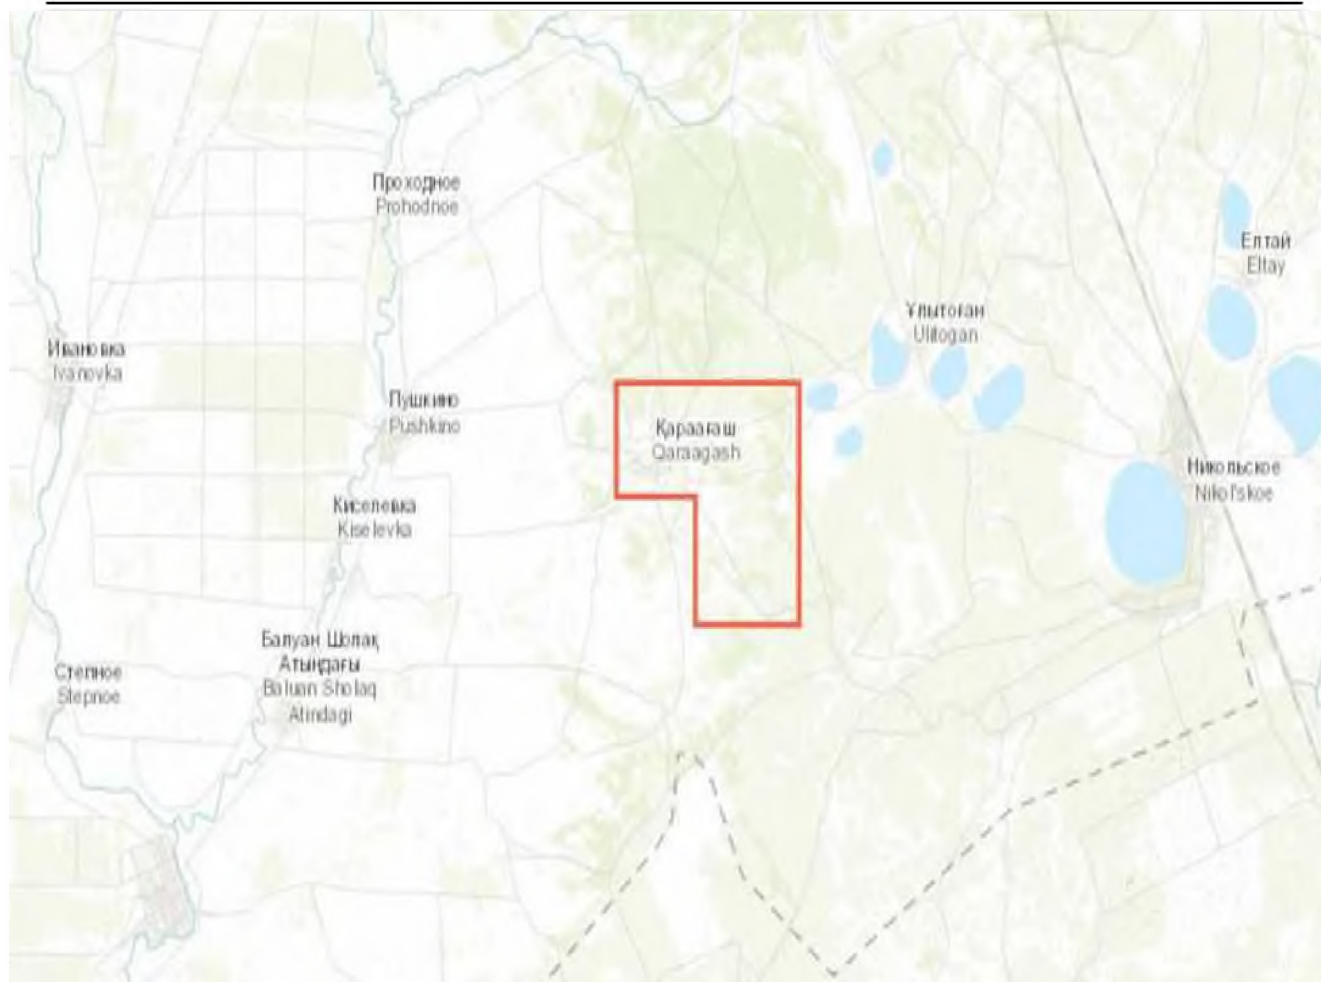 Проходное
Prohodnoe
Елтай
Eltay
Ұлытоған
Ulitogan
Ивановка
Ivanovka
Пушкино
Pushkino
Қараағаш
Qaraagash
Никольское
Nikol'skoe
Киселевка
Kiselevka
Балуан Шолақ
Атындағы
Baluan Sholaq
Atindagi
Степное
Stepnoe